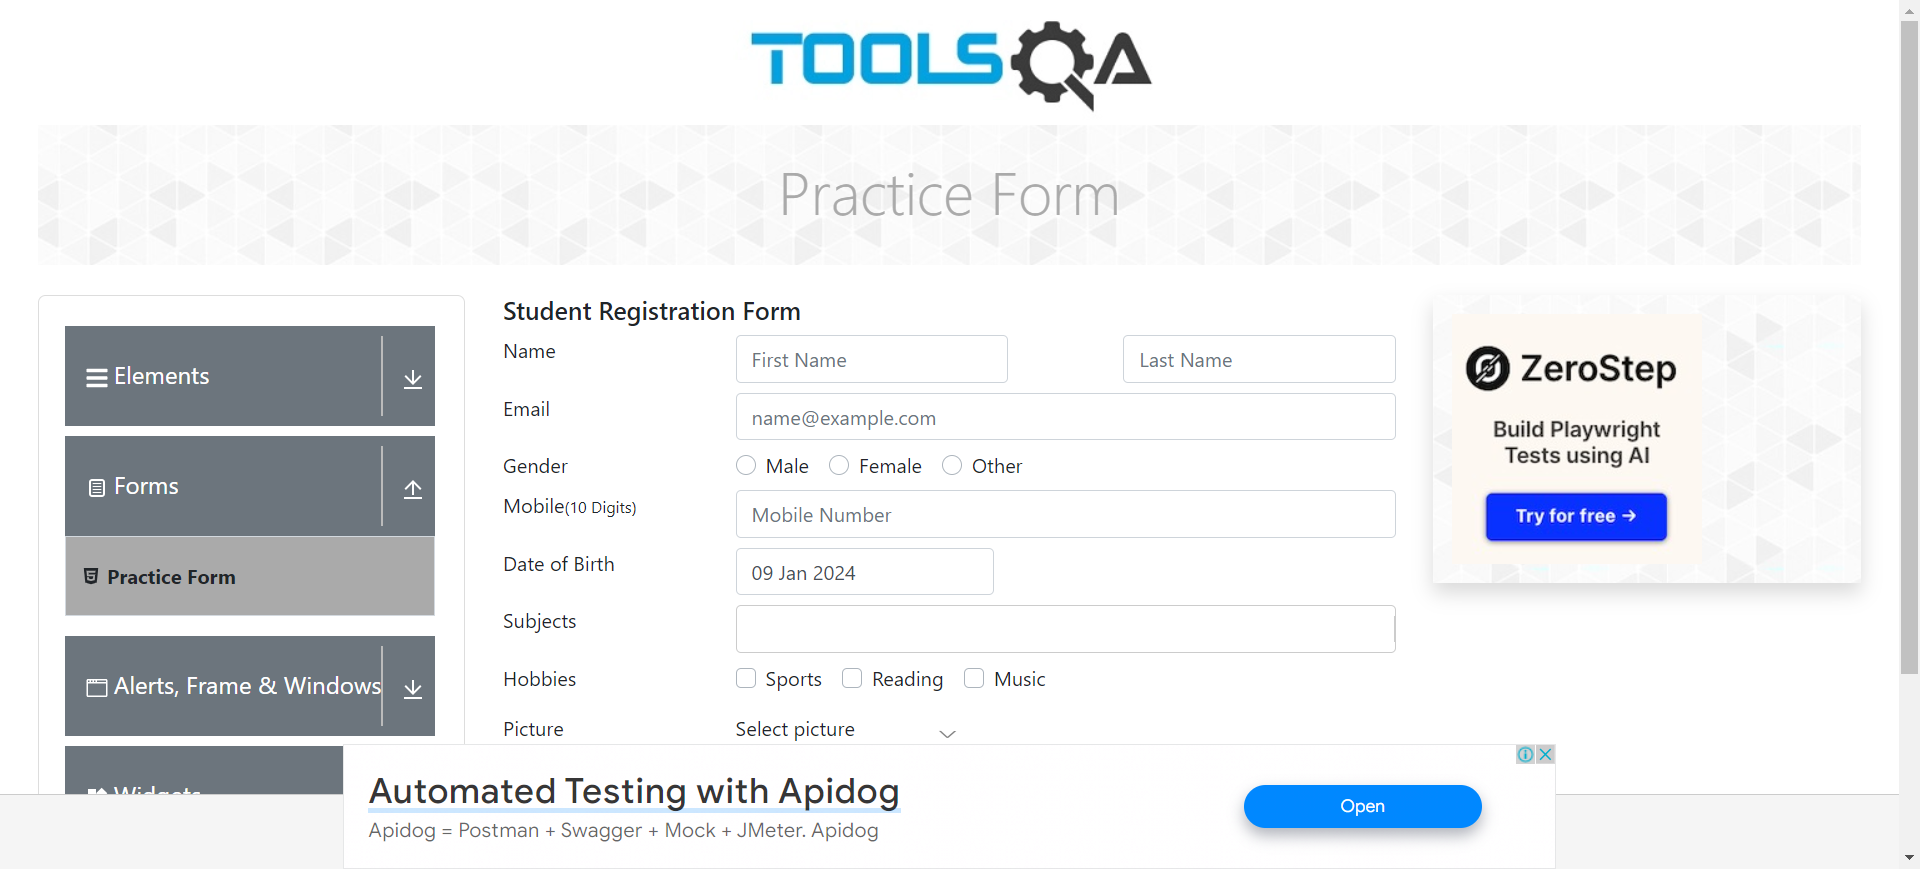 TOOLSQA
Practice Form
Elements
Forms
Practice Form
Alerts, Frame & Windows
Widgets
Student Registration Form
Name
First Name
Last Name
Email
name@example.com
Gender
Male
Female
Other
Mobile(10 Digits)
Mobile Number
Date of Birth
09 Jan 2024
Subjects
Hobbies
Sports
Reading
Music
Picture
Select picture
ZeroStep
Build Playwright
Tests using AI
Try for free →
Automated Testing with Apidog
Apidog = Postman + Swagger + Mock + JMeter. Apidog
Open